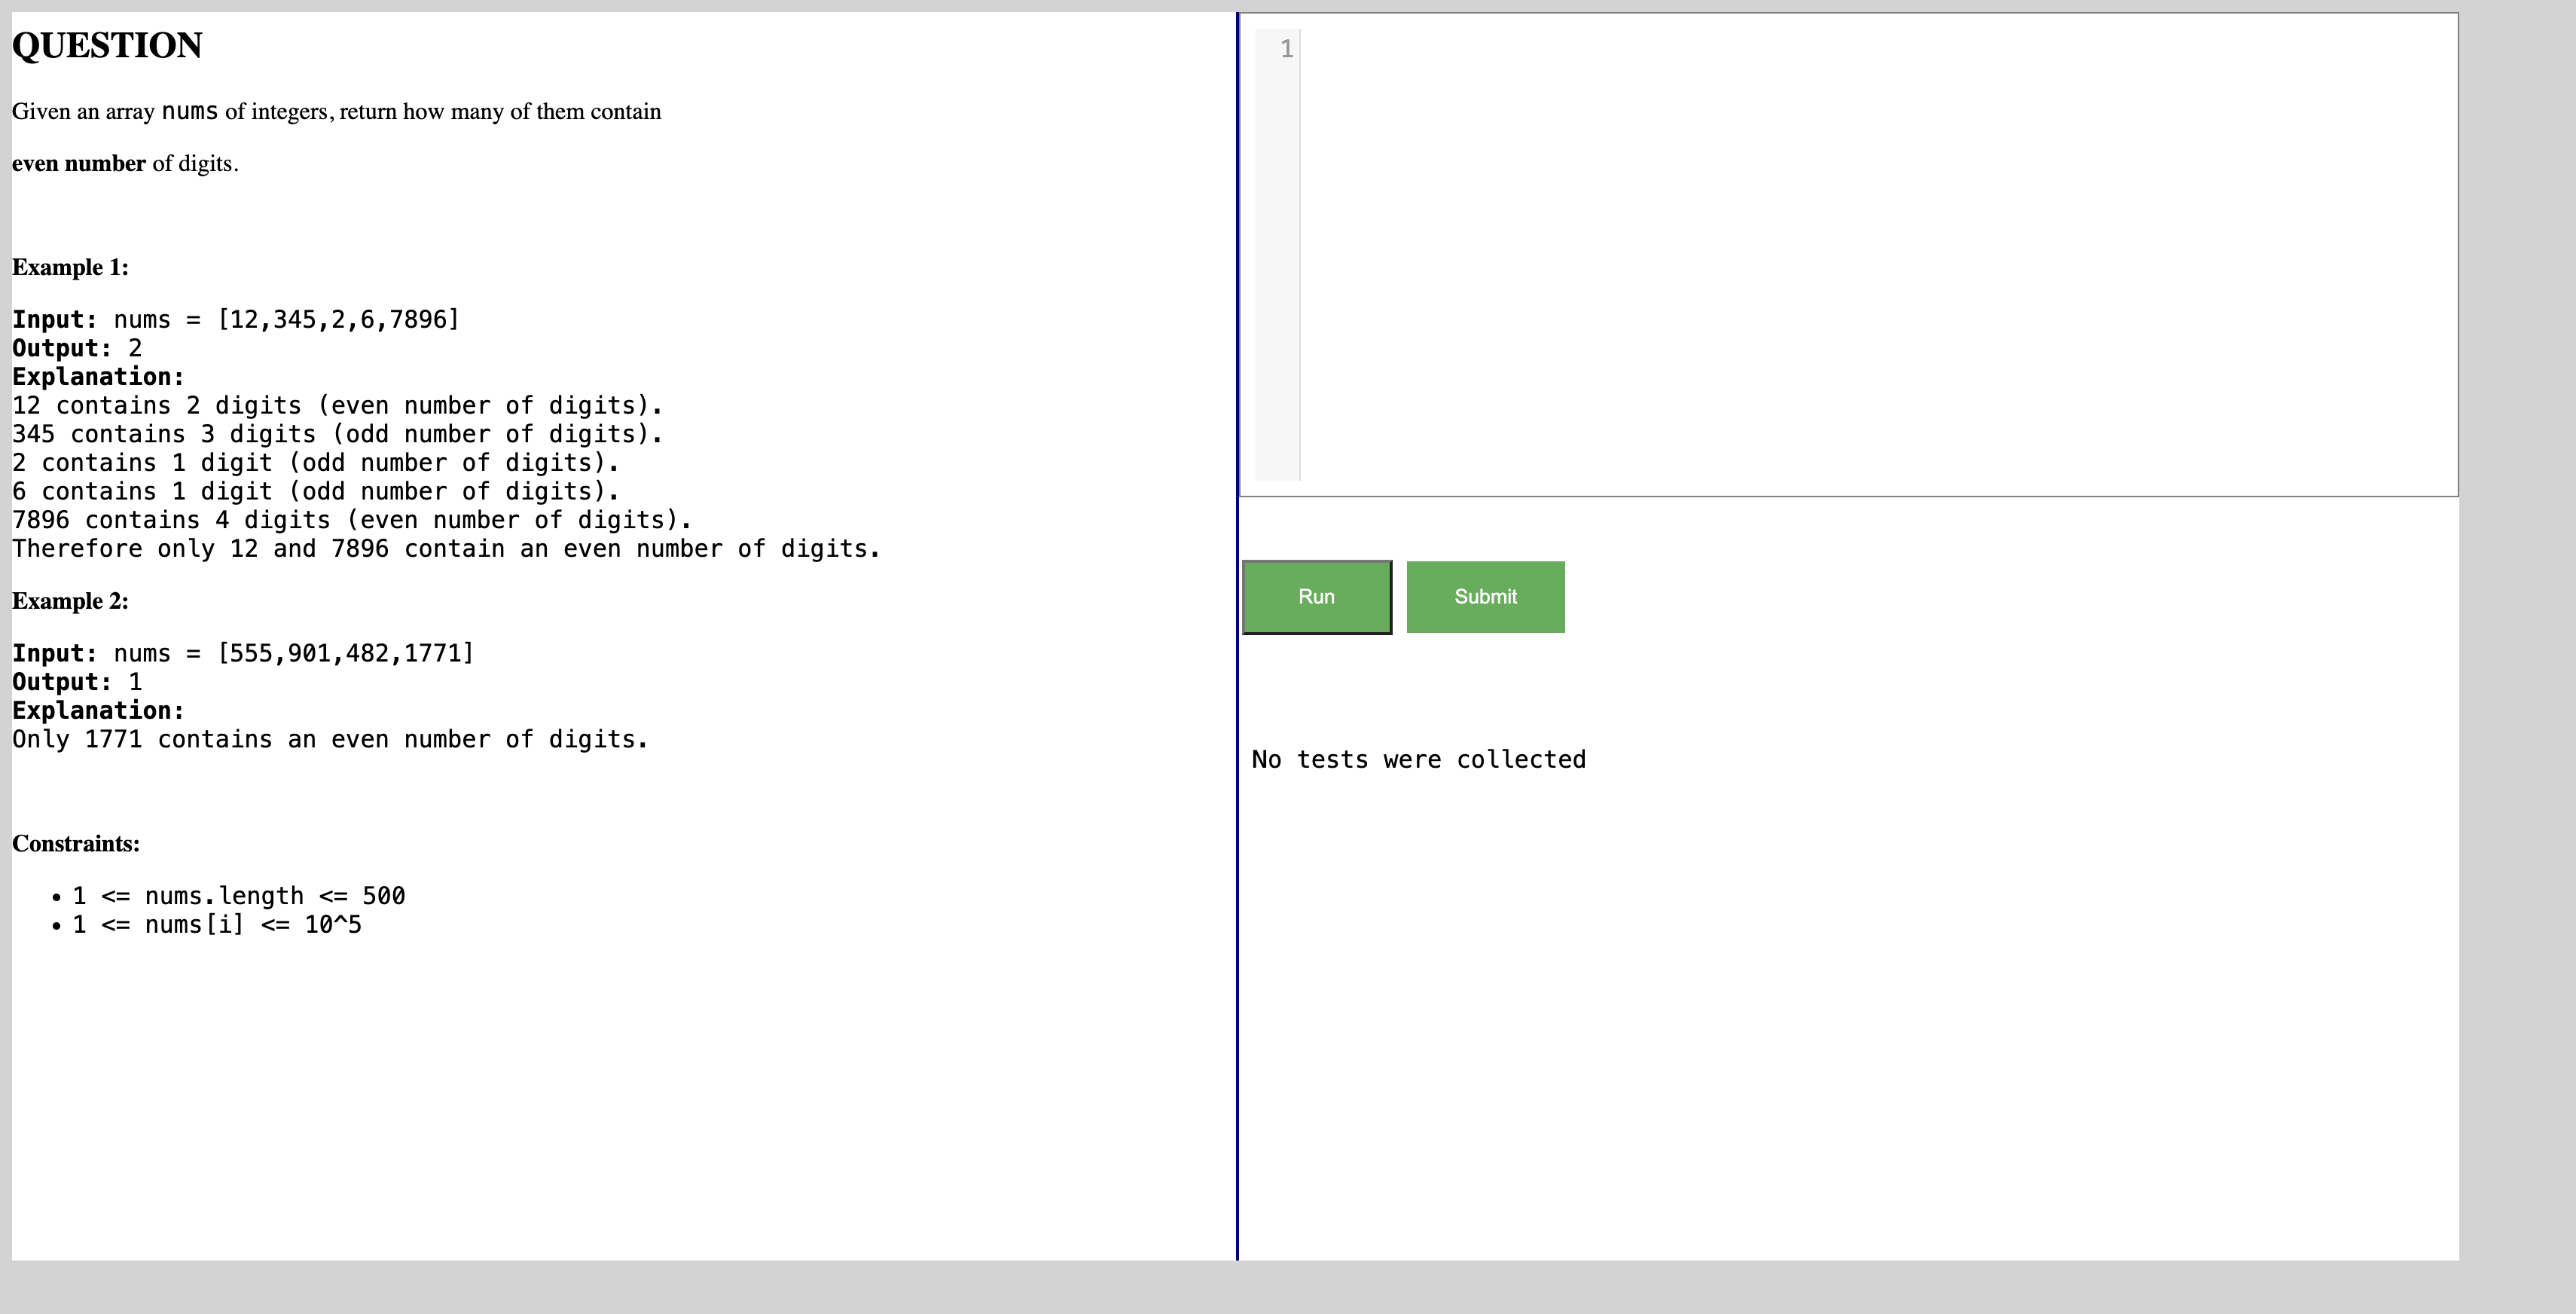 QUESTION
Given an array nums of integers, return how many of them contain
even number of digits.
Example 1:
Input: nums = [12,345,2,6,7896]
Output: 2
Explanation:
12 contains 2 digits (even number of digits).
345 contains 3 digits (odd number of digits).
2 contains 1 digit (odd number of digits).
6 contains 1 digit (odd number of digits).
7896 contains 4 digits (even number of digits).
Therefore only 12 and 7896 contain an even number of digits.
Example 2:
Input: nums = [555,901,482,1771]
Output: 1
Explanation:
Only 1771 contains an even number of digits.
Constraints:
• 1 <= nums.length <= 500
• 1 <= nums[i] <= 10^5
1
Run Submit
No tests were collected